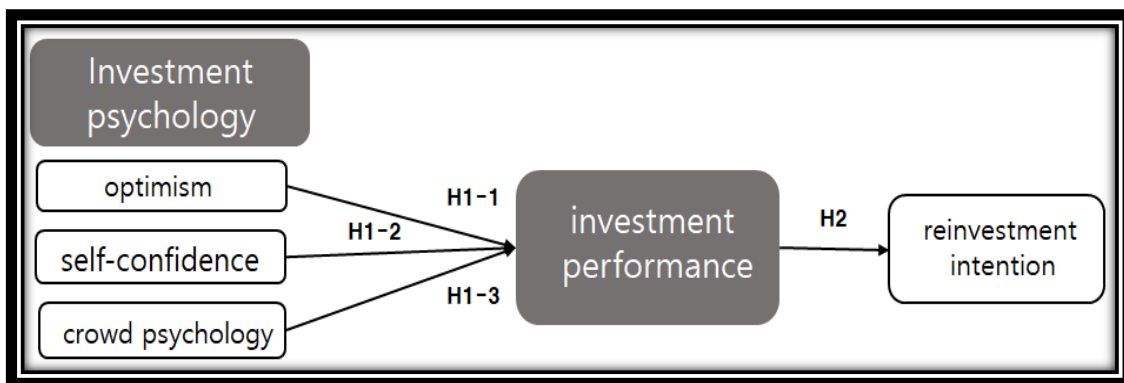 Investment
psychology
optimism
self-confidence
crowd psychology
H1-1
H1-2
H1-3
investment
performance
H2
reinvestment
intention